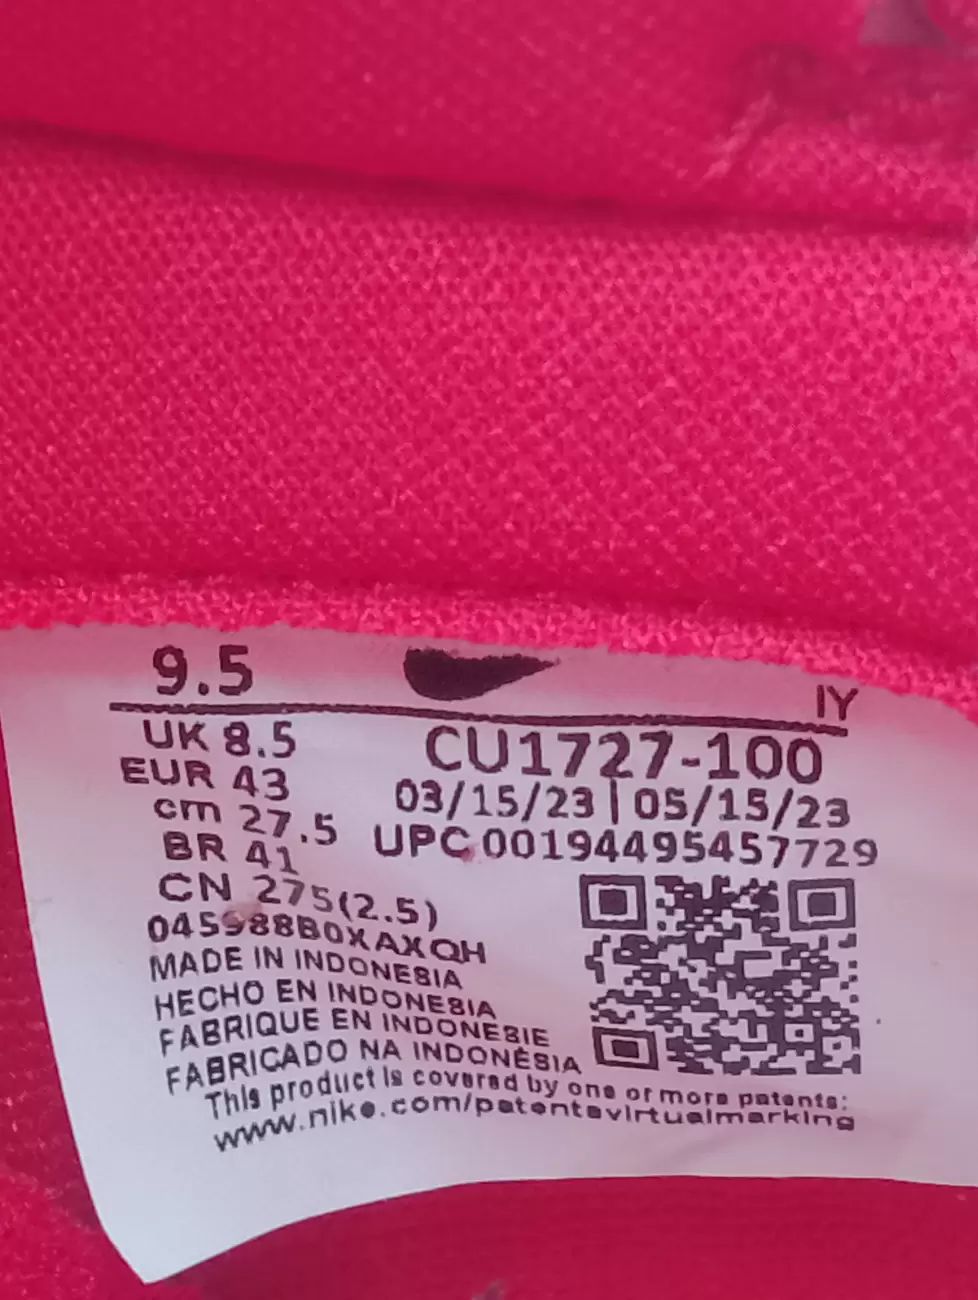 9.5
IY
UK 8.5
EUR 43
cm 27.5
BR 41
CN 275(2.5)
CU1727-100
03/15/23 | 05/15/23
UPC 00194495457729
045988B0XAXQH
MADE IN INDONESIA
HECHO EN INDONESIA
FABRIQUE EN INDONESIE
FABRICADO NA INDONÉSIA
This product is covered by one or more patents:
www.nike.com/patentsvirtualmarking